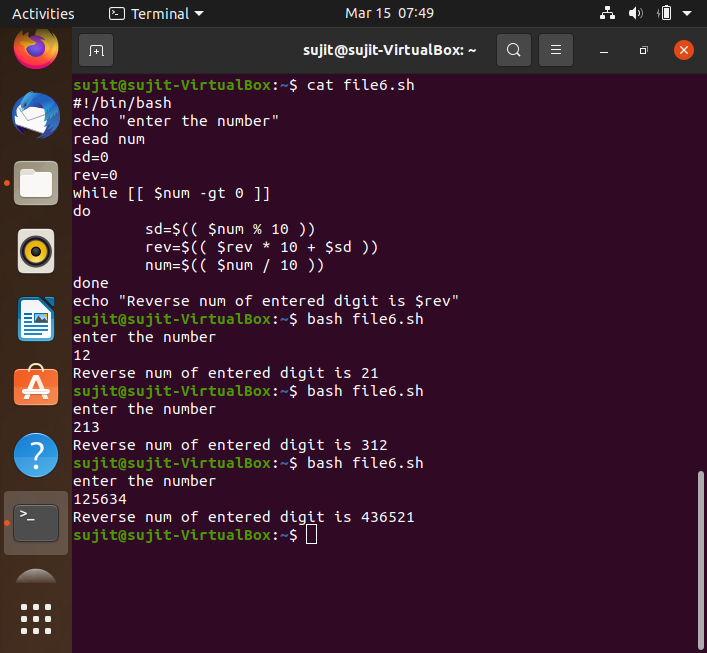 Activities Terminal Mar 15 07:49
sujit@sujit-VirtualBox: ~
sujit@sujit-VirtualBox:~$ cat file6.sh
#!/bin/bash
echo "enter the number"
read num
sd=0
rev=0
while [[ $num -gt 0 ]]
do
        sd=$(( $num % 10 ))
        rev=$(( $rev * 10 + $sd ))
        num=$(( $num / 10 ))
done
echo "Reverse num of entered digit is $rev"
sujit@sujit-VirtualBox:~$ bash file6.sh
enter the number
12
Reverse num of entered digit is 21
sujit@sujit-VirtualBox:~$ bash file6.sh
enter the number
213
Reverse num of entered digit is 312
sujit@sujit-VirtualBox:~$ bash file6.sh
enter the number
125634
Reverse num of entered digit is 436521
sujit@sujit-VirtualBox:~$